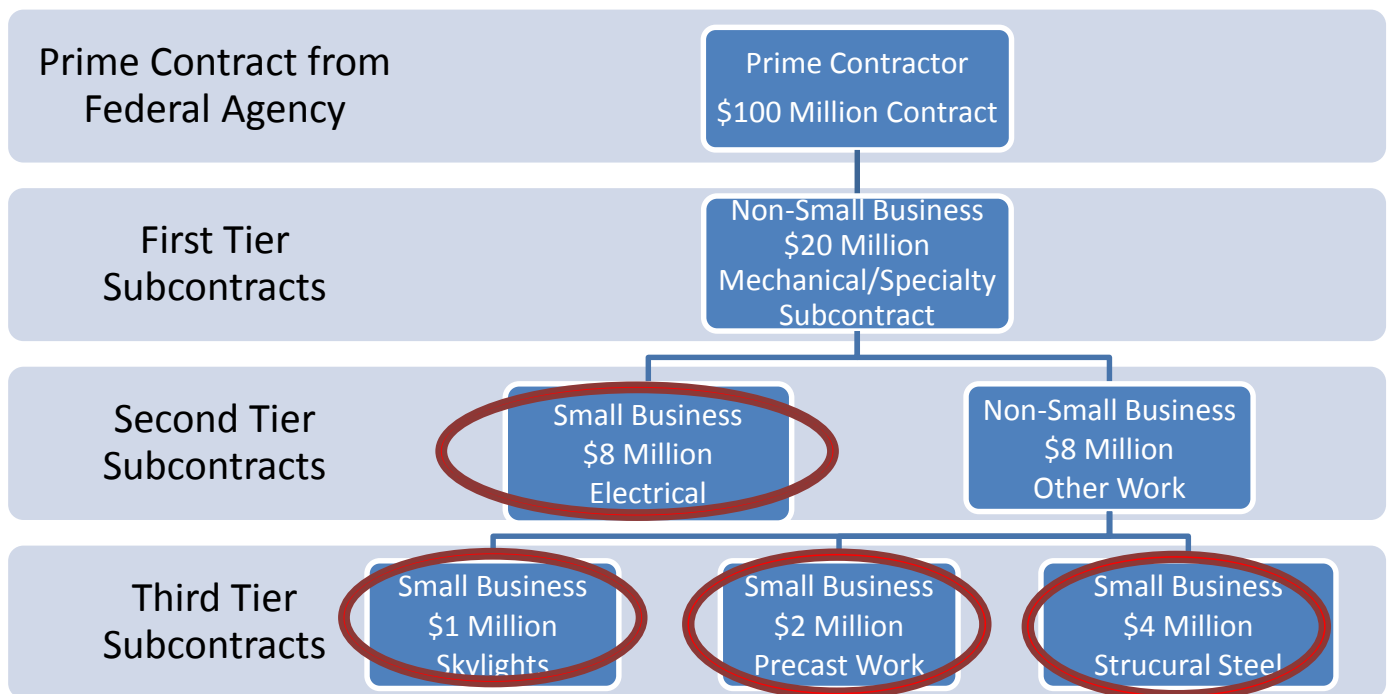 Prime Contract from
Federal Agency
Prime Contractor
$100 Million Contract
First Tier
Subcontracts
Non-Small Business
$20 Million
Mechanical/Specialty
Subcontract
Second Tier
Subcontracts
Small Business
$8 Million
Electrical
Non-Small Business
$8 Million
Other Work
Third Tier
Subcontracts
Small Business
$1 Million
Skylights
Small Business
$2 Million
Precast Work
Small Business
$4 Million
Strucural Steel